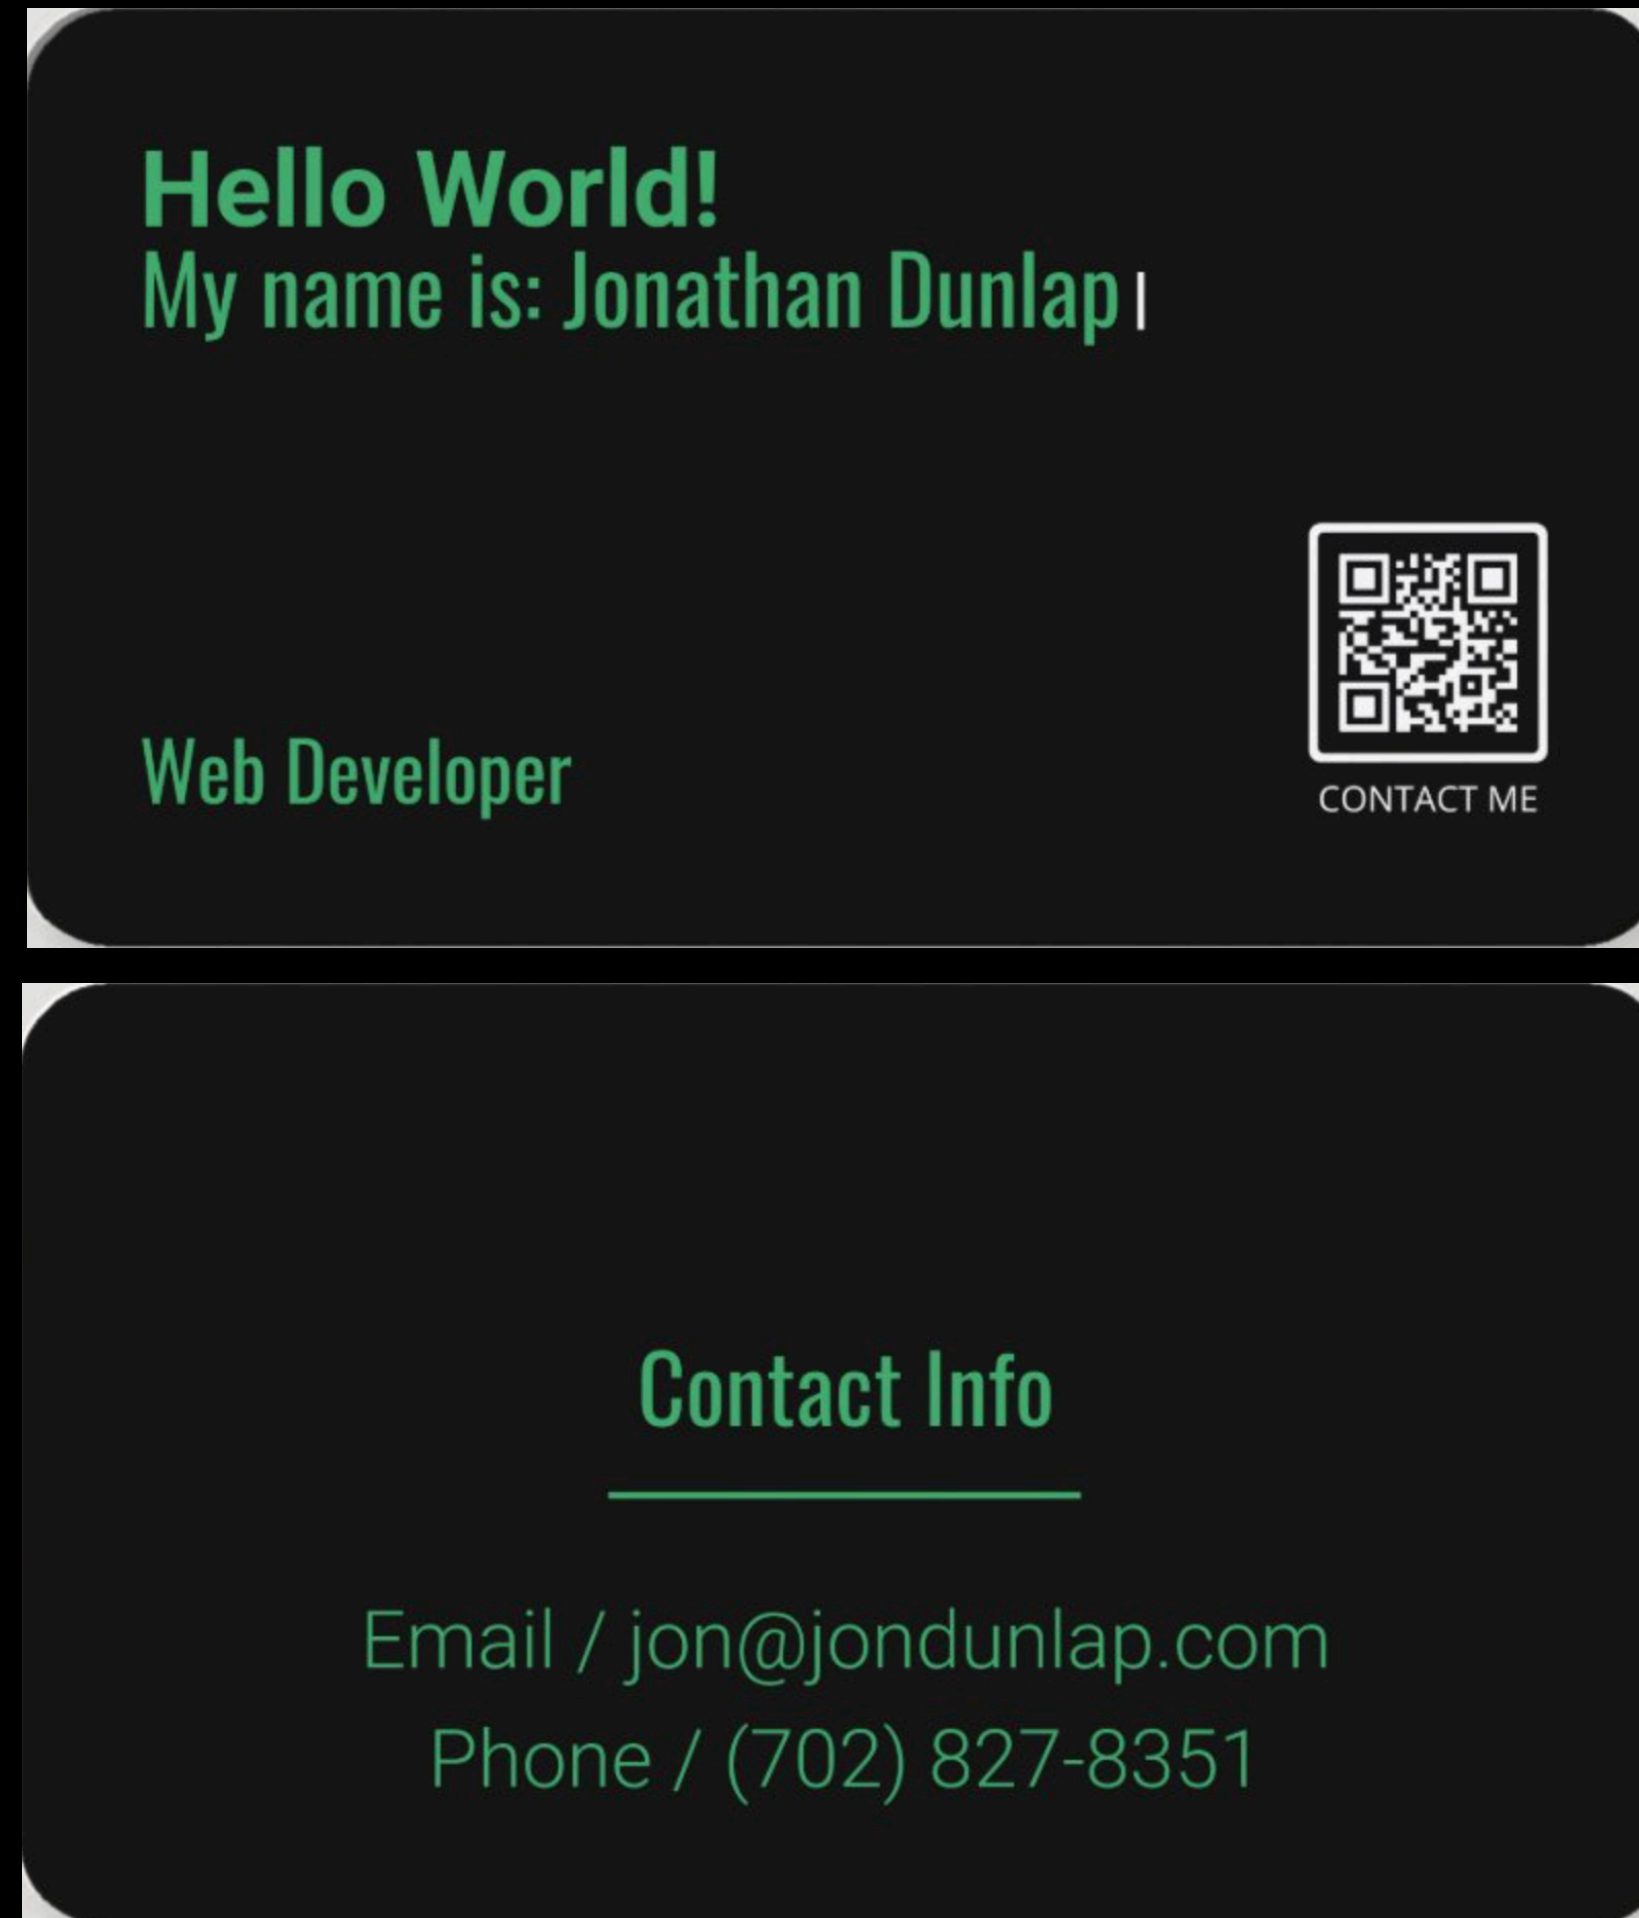 Hello World!
My name is: Jonathan Dunlap
Web Developer
CONTACT ME
Contact Info
Email / jon@jondunlap.com
Phone / (702) 827-8351